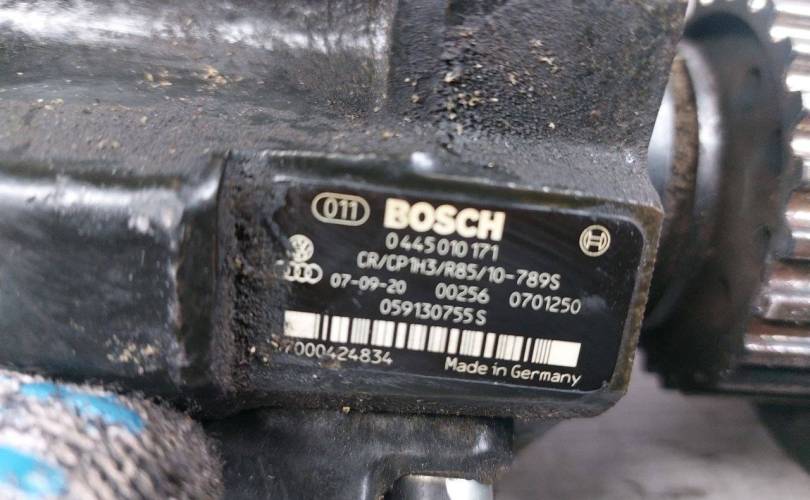 011 BOSCH
0 445 010 171
CR/CP1H3/R85/10-789S
07-09-20 00256 0701250
059130755 S
7000424834 Made in Germany